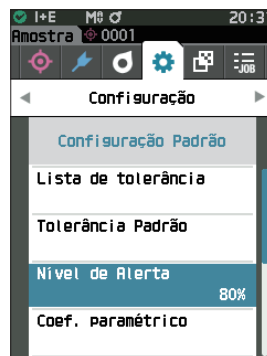 I+E M0 20:3
Amostra 0001
-JOB
Configuração
Configuração Padrão
Lista de tolerância
Tolerância Padrão
Nível de Alerta
80%
Coef. paramétrico